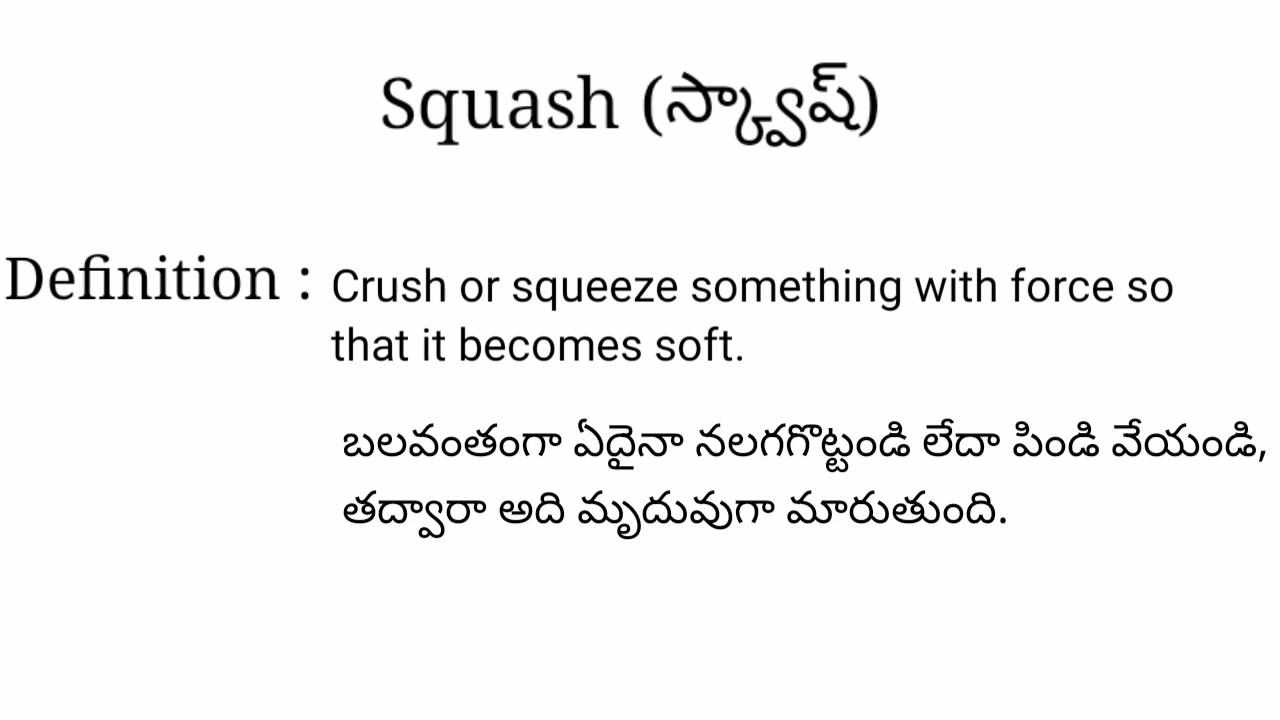 Squash (స్క్వాష్)
Definition : Crush or squeeze something with force so
that it becomes soft.
బలవంతంగా ఏదైనా నలగగొట్టండి లేదా పిండి వేయండి,
తద్వారా అది మృదువుగా మారుతుంది.